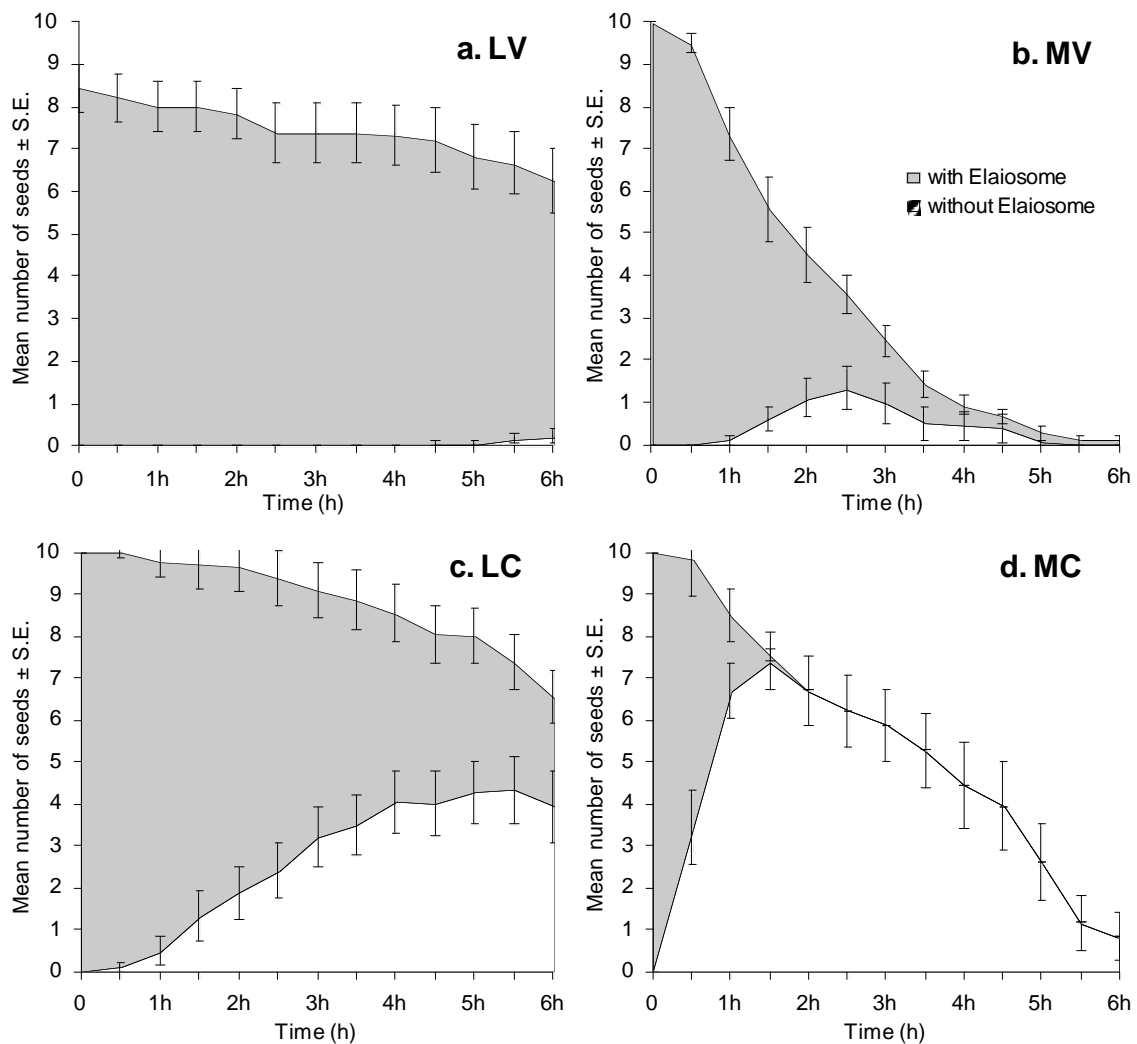 a. LV
10
9
8
7
6
5
4
3
2
1
0
Mean number of seeds ± S.E.
0 1h 2h 3h 4h 5h 6h
Time (h)
b. MV
10
9
8
7
6
5
4
3
2
1
0
Mean number of seeds ± S.E.
with Elaiosome
without Elaiosome
0 1h 2h 3h 4h 5h 6h
Time (h)
c. LC
10
9
8
7
6
5
4
3
2
1
0
Mean number of seeds ± S.E.
0 1h 2h 3h 4h 5h 6h
Time (h)
d. MC
10
9
8
7
6
5
4
3
2
1
0
Mean number of seeds ± S.E.
0 1h 2h 3h 4h 5h 6h
Time (h)